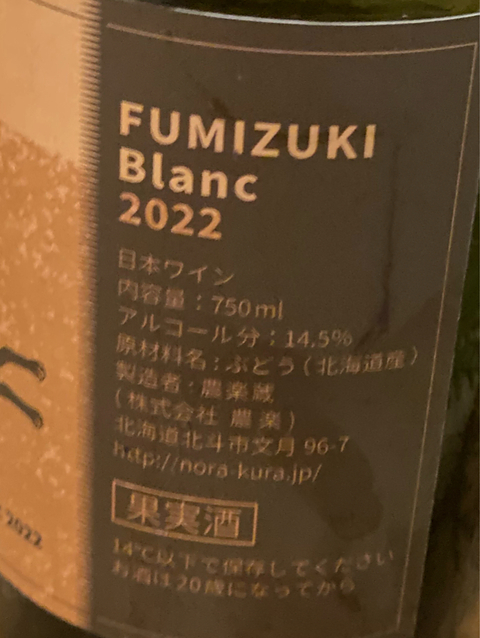 FUMIZUKI
Blanc
2022
日本ワイン
内容量：750ml
アルコール分：14.5%
原材料名：ぶどう（北海道産）
製造者：農楽蔵
(株式会社 農楽)
北海道北斗市文月 96-7
http://nora-kura.jp/
果実酒
14℃以下で保存してください
お酒は20歳になってから
2022